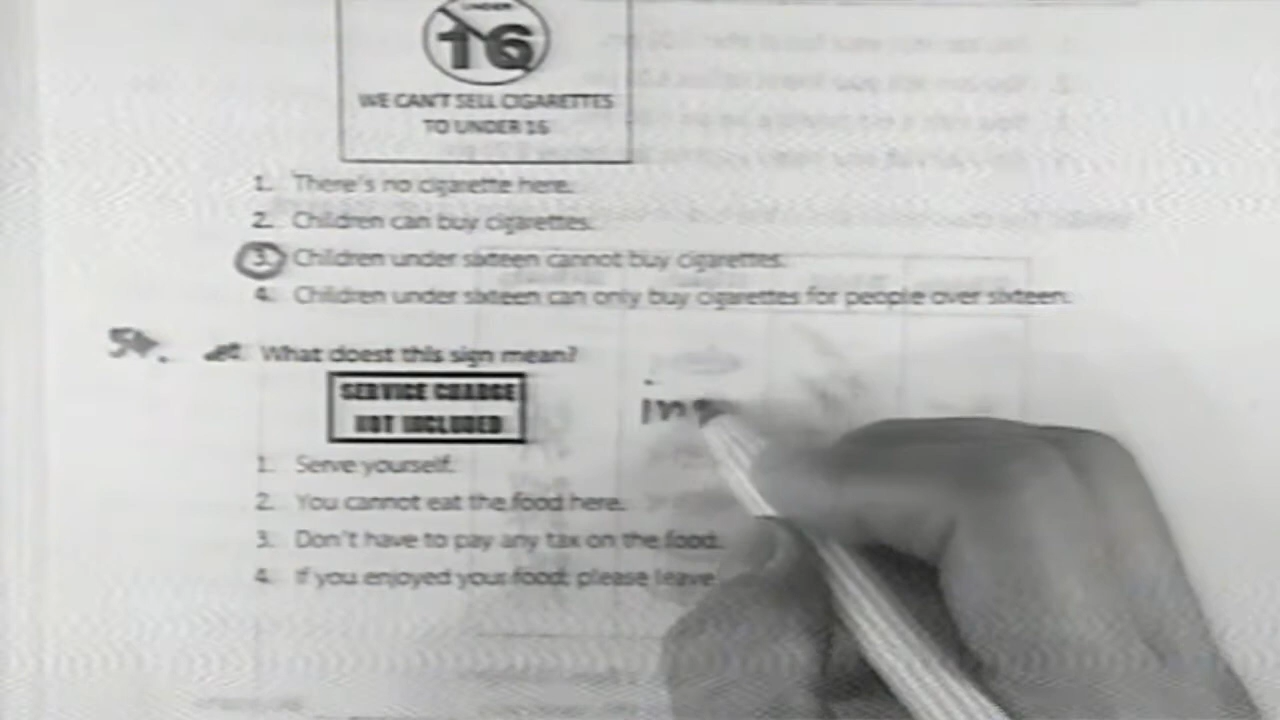 UNDER
16
WE CAN'T SELL CIGARETTES
TO UNDER 16
1. There's no cigarette here.
2. Children can buy cigarettes.
3. Children under sixteen cannot buy cigarettes.
4. Children under sixteen can only buy cigarettes for people over sixteen.
54. What doest this sign mean?
SERVICE CHARGE
NOT INCLUDED
1. Serve yourself.
2. You cannot eat the food here.
3. Don't have to pay any tax on the food.
4. If you enjoyed your food, please leave